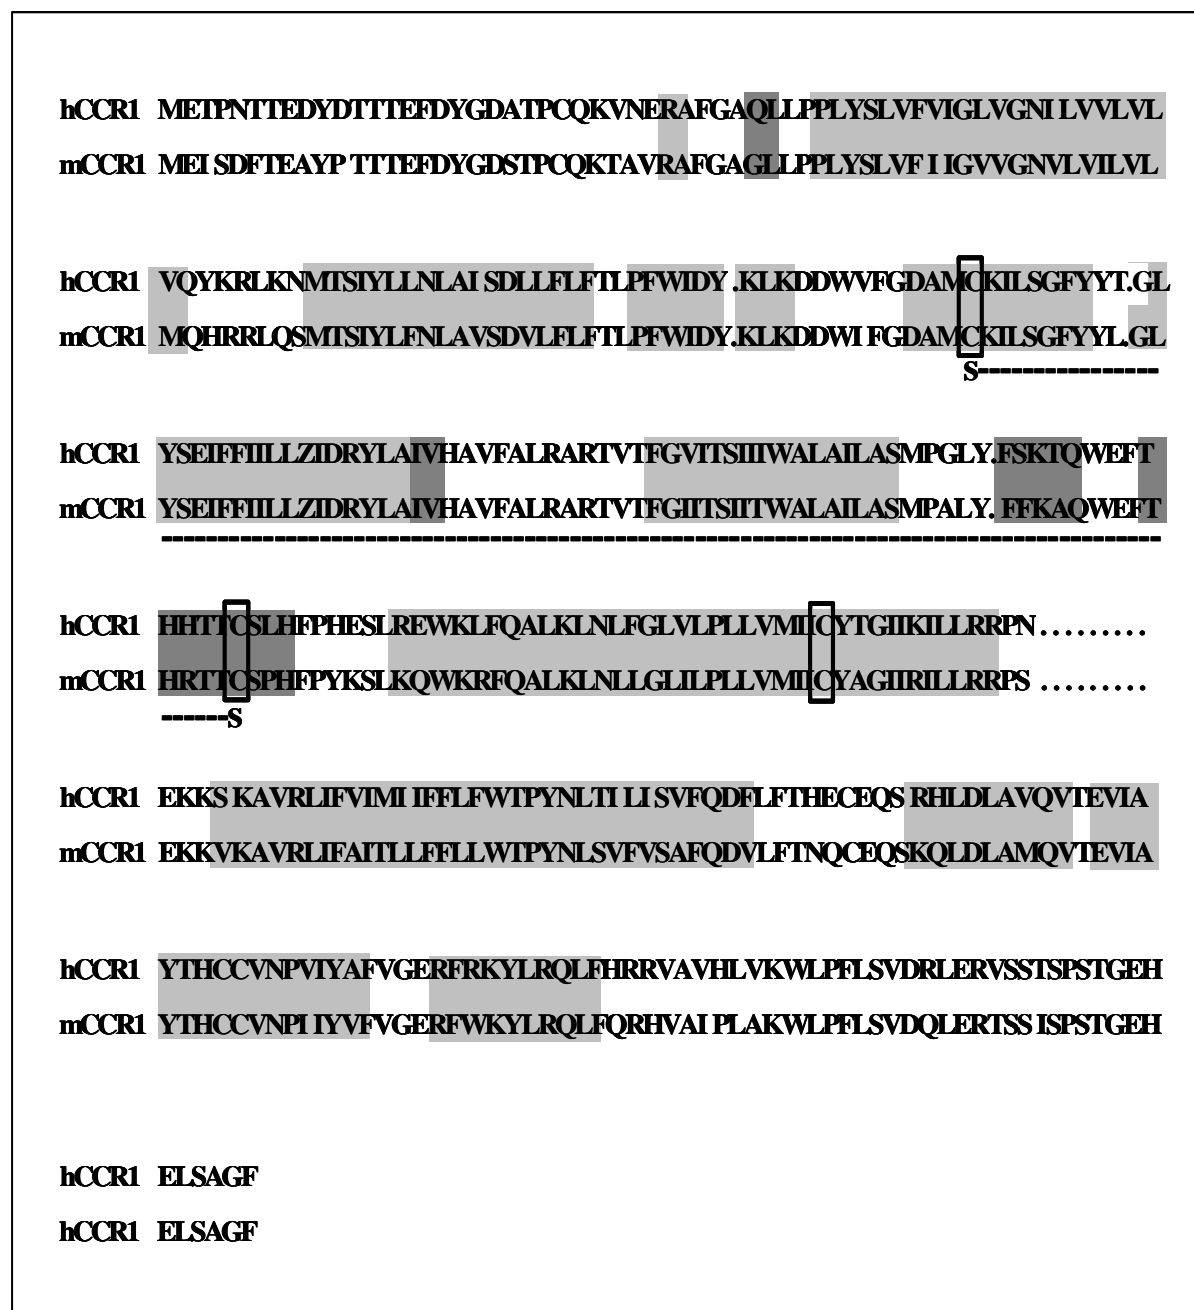 hCCR1 METPNTTEDYDTTTEFDYGDATPCQKVNERAFGAQLLPPLYSLVFVIGLVGNILVVLVL
mCCR1 MEISDFTEAYPTTTEFDYGDSTPCQKTAVRAFGAGLLPPLYSLVFIIGVVGNVLVILVL
hCCR1 VQYKRLKNMTSIYLLNLAISDLLFLFTLPFWIDY.KLKDDWVFGDAMCKILSGFYYT.GL
mCCR1 MQHRRLQSMTSIYLFNLAVSDVLFLFTLPFWIDY.KLKDDWIFGDAMCKILSGFYYL.GL
S----------------
hCCR1 YSEIFFIILLZIDRYLAIVHAVFALRARTVTFGVITSIIIWALAILASMPGLY.FSKTQWEFT
mCCR1 YSEIFFIILLZIDRYLAIVHAVFALRARTVTFGIITSIITWALAILASMPALY.FFKAQWEFT
------------------------------------------------------------------------------------------
hCCR1 HHTTCSLHFPHESLREWKLFQALKLNLFGLVLPLLVMIICYTGIIKILLRRPN.........
mCCR1 HRTTCSPHFPYKSLKQWKRFQALKLNLLGLILPLLVMIICYAGIIRILLRRPS.........
------S
hCCR1 EKKSKAVRLIFVIMIIFFLFWTPYNLTILISVFQDFLFTHECEQSRHLDLAVQVTEVIA
mCCR1 EKKVKAVRLIFAITLLFFLLWTPYNLSVFVSAFQDVLFTNQCEQSKQLDLAMQVTEVIA
hCCR1 YTHCCVNPVIYAFVGERFRKYLRQLFHRRVAVHLVKWLPFLSVDRLERVSSTSPSTGEH
mCCR1 YTHCCVNPIIYVFVGERFWKYLRQLFQRHVAIPLAKWLPFLSVDQLERTSSISPSTGEH
hCCR1 ELSAGF
hCCR1 ELSAGF